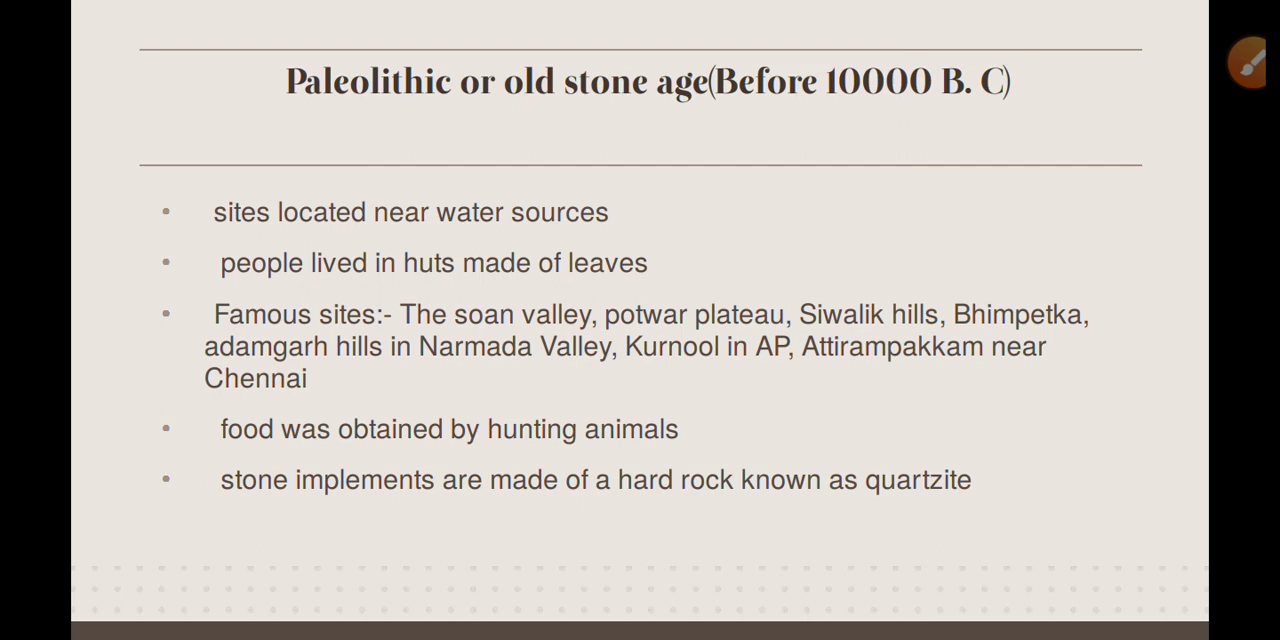 Paleolithic or old stone age(Before 10000 B. C)
sites located near water sources
people lived in huts made of leaves
Famous sites:- The soan valley, potwar plateau, Siwalik hills, Bhimpetka,
adamgarh hills in Narmada Valley, Kurnool in AP, Attirampakkam near
Chennai
food was obtained by hunting animals
stone implements are made of a hard rock known as quartzite